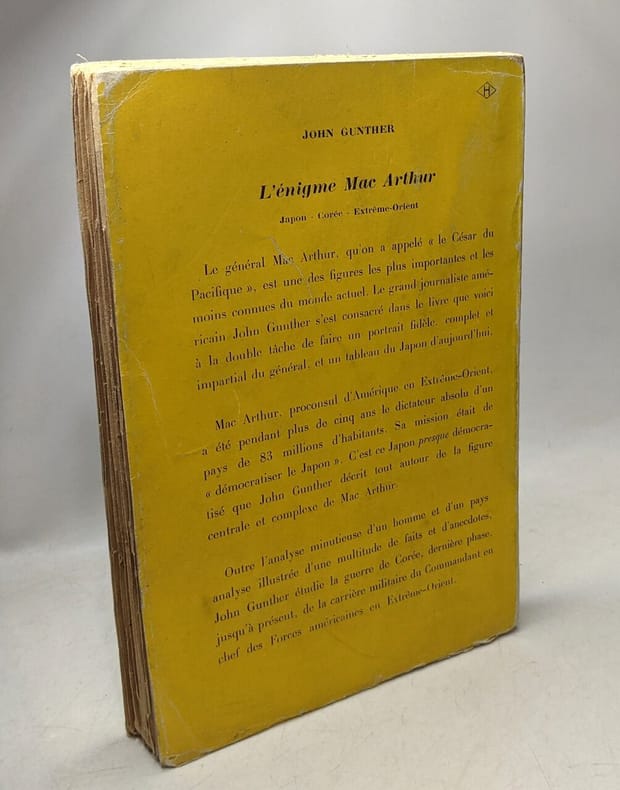 H
JOHN GUNTHER
L'énigme Mac Arthur
Japon - Corée - Extrême-Orient
Le général Mac Arthur, qu'on a appelé « le César du
Pacifique », est une des figures les plus importantes et les
moins connues du monde actuel. Le grand journaliste amé-
ricain John Gunther s'est consacré dans le livre que voici
à la double tâche de faire un portrait fidèle, complet et
impartial du général, et un tableau du Japon d'aujourd'hui.
Mac Arthur, proconsul d'Amérique en Extrême-Orient,
a été pendant plus de cinq ans le dictateur absolu d'un
pays de 83 millions d'habitants. Sa mission était de
« démocratiser le Japon ». C'est ce Japon presque démocra-
tisé que John Gunther décrit tout autour de la figure
centrale et complexe de Mac Arthur.
Outre l'analyse minutieuse d'un homme et d'un pays
analyse illustrée d'une multitude de faits et d'anecdotes,
John Gunther étudie la guerre de Corée, dernière phase,
jusqu'à présent, de la carrière militaire du Commandant en
chef des Forces américaines en Extrême-Orient.